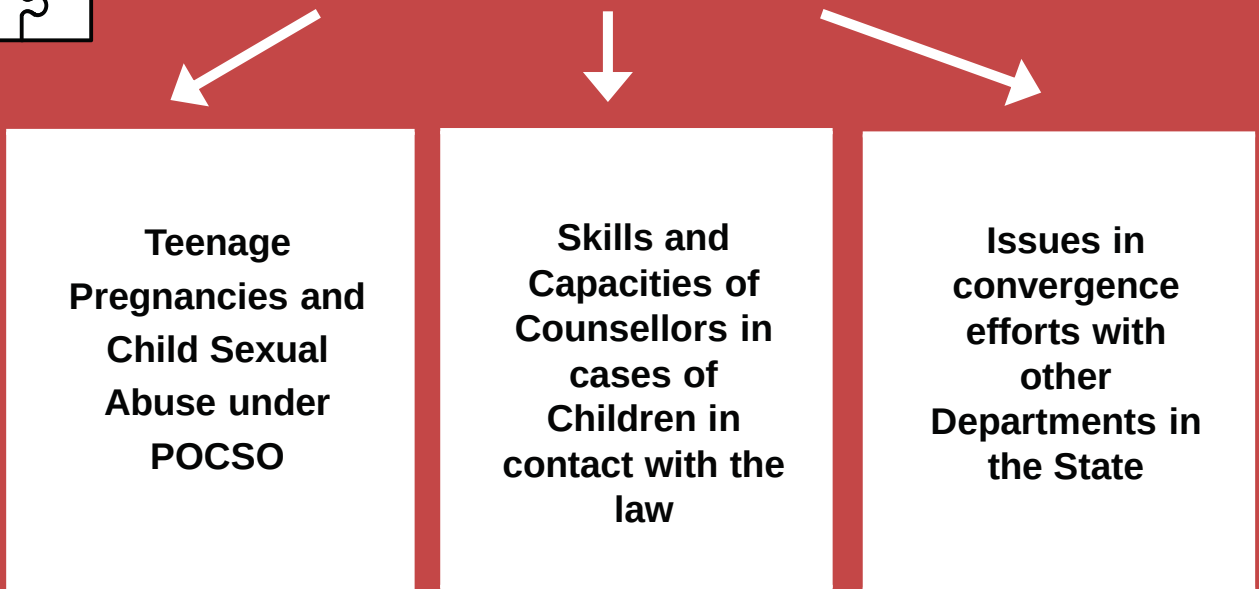 Teenage
Pregnancies and
Child Sexual
Abuse under
POCSO
Skills and
Capacities of
Counsellors in
cases of
Children in
contact with the
law
Issues in
convergence
efforts with
other
Departments in
the State